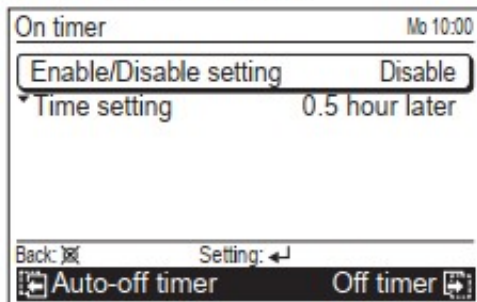 On timer Mo 10:00
Enable/Disable setting Disable
Time setting 0.5 hour later
Back: Setting:
Auto-off timer Off timer